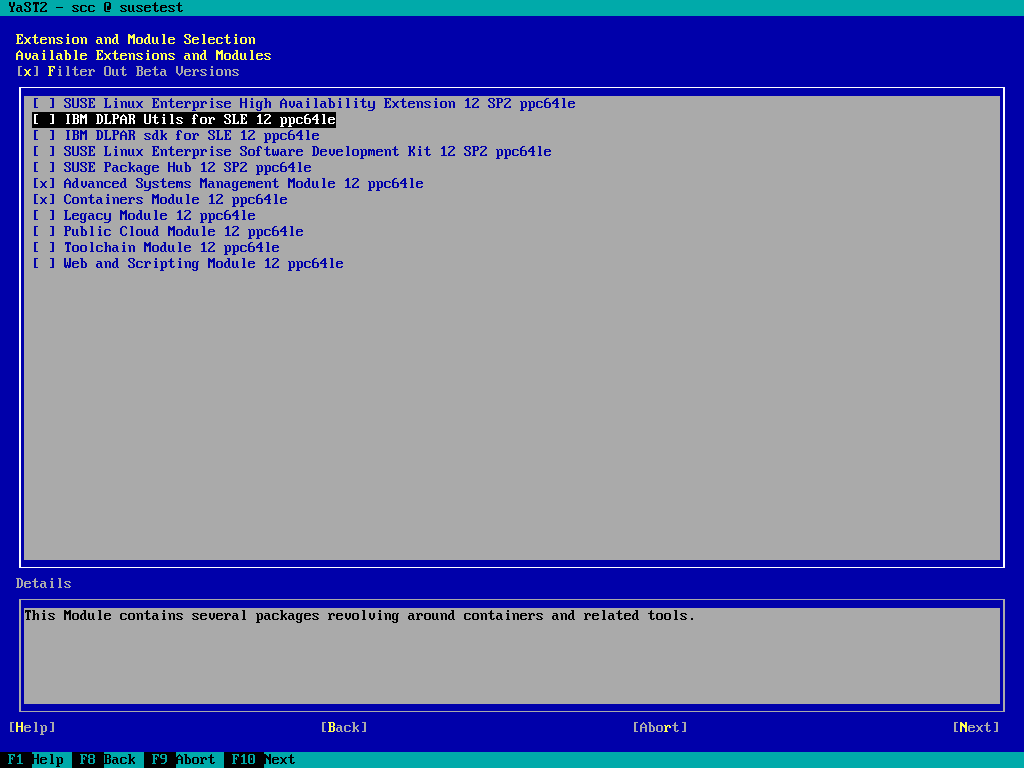 YaST2 - scc @ susetest
Extension and Module Selection
Available Extensions and Modules
[x] Filter Out Beta Versions
[ ] SUSE Linux Enterprise High Availability Extension 12 SP2 ppc64le
[ ] IBM DLPAR Utils for SLE 12 ppc64le
[ ] IBM DLPAR sdk for SLE 12 ppc64le
[ ] SUSE Linux Enterprise Software Development Kit 12 SP2 ppc64le
[ ] SUSE Package Hub 12 SP2 ppc64le
[x] Advanced Systems Management Module 12 ppc64le
[x] Containers Module 12 ppc64le
[ ] Legacy Module 12 ppc64le
[ ] Public Cloud Module 12 ppc64le
[ ] Toolchain Module 12 ppc64le
[ ] Web and Scripting Module 12 ppc64le
Details
This Module contains several packages revolving around containers and related tools.
[Help] [Back] [Abort] [Next]
F1 Help F8 Back F9 Abort F10 Next